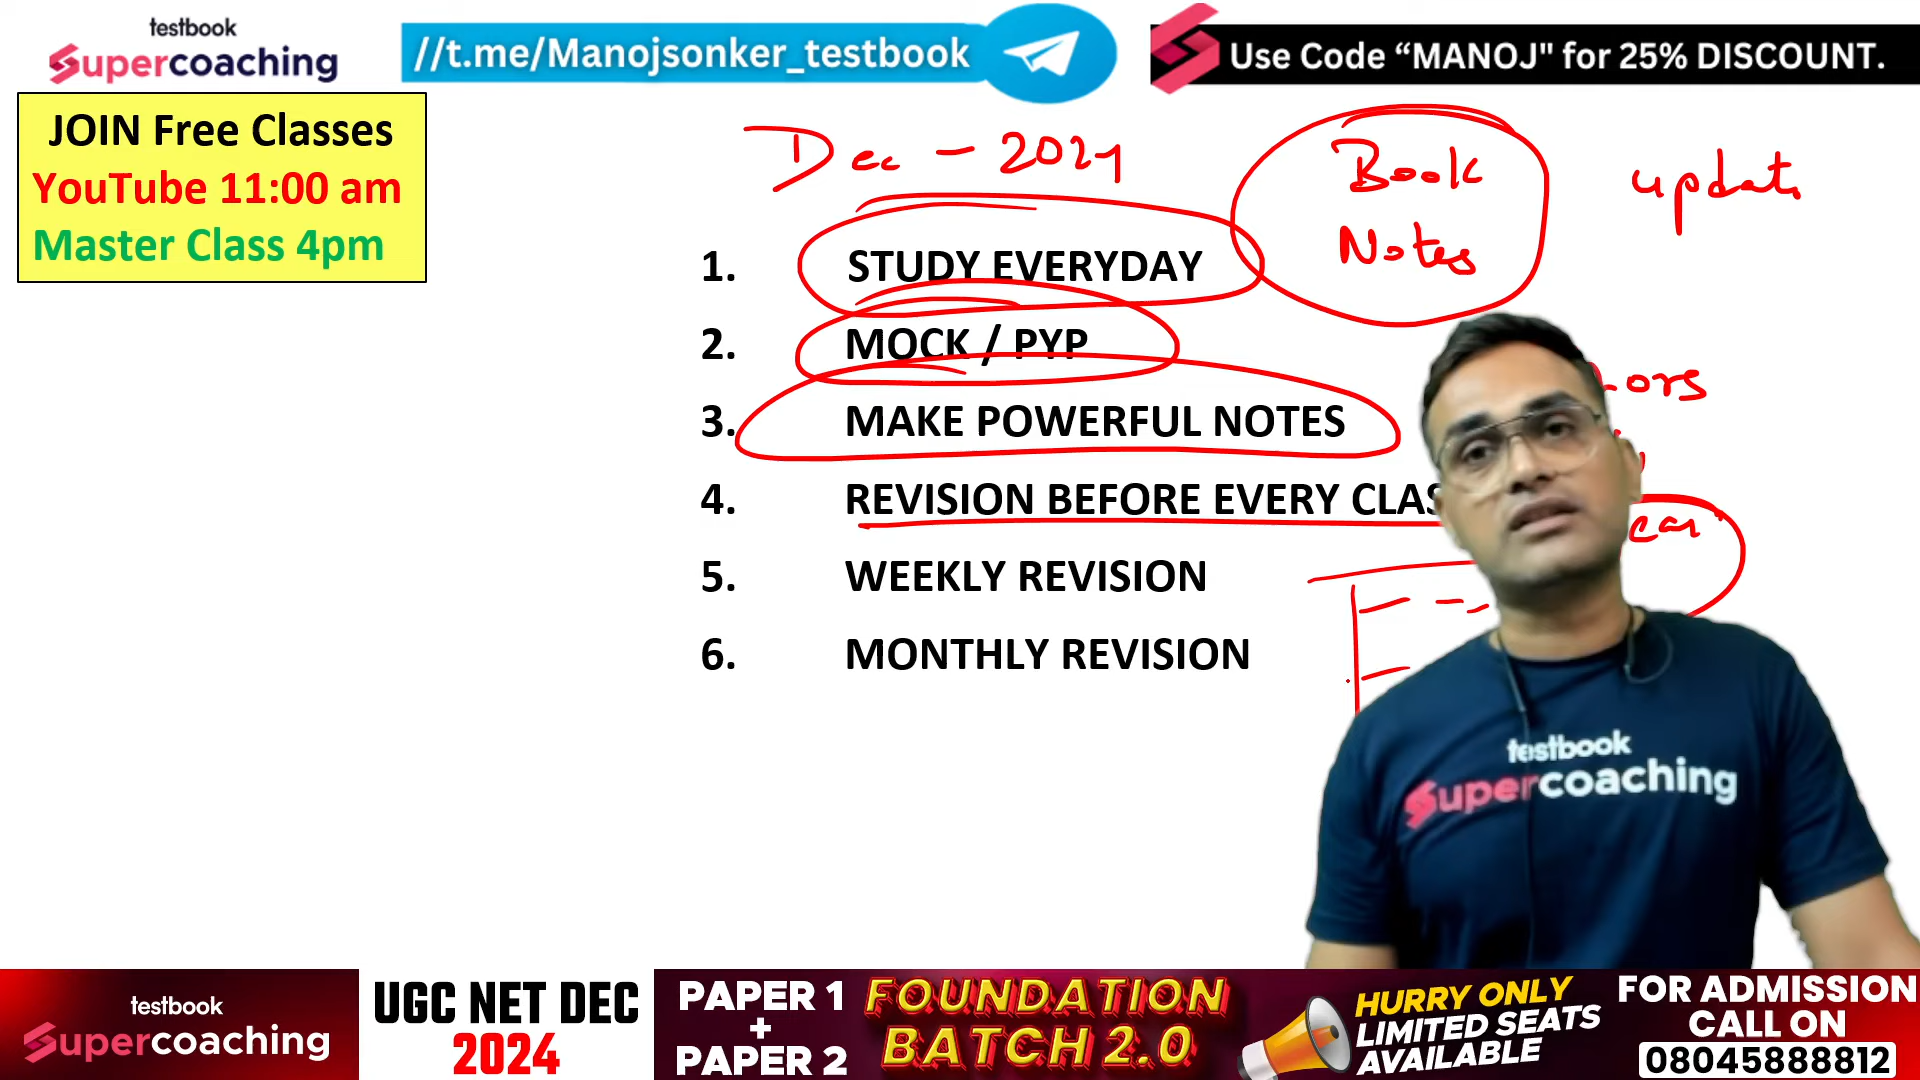 testbook
Supercoaching
//t.me/Manojsonker_testbook
Use Code “MANOJ" for 25% DISCOUNT.
JOIN Free Classes
YouTube 11:00 am
Master Class 4pm
Dec - 2024
Book
Notes
update
1. STUDY EVERYDAY
2. MOCK / PYP
3. MAKE POWERFUL NOTES
4. REVISION BEFORE EVERY
5. WEEKLY REVISION
6. MONTHLY REVISION
testbook
Supercoaching
testbook
Supercoaching
UGC NET DEC
2024
PAPER 1
+
PAPER 2
FOUNDATION
BATCH 2.0
HURRY ONLY
LIMITED SEATS
AVAILABLE
FOR ADMISSION
CALL ON
08045888812